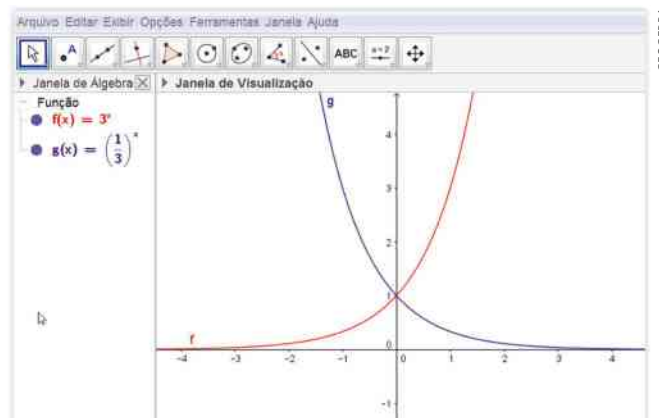 Arquivo Editar Exibir Opções Ferramentas Janela Ajuda
A ABC a=2
Janela de Álgebra Janela de Visualização
Função
f(x) = 3ˣ
g(x) = (1/3)ˣ
g
f
4
3
2
1
0
-1
-4 -3 -2 -1 0 1 2 3 4